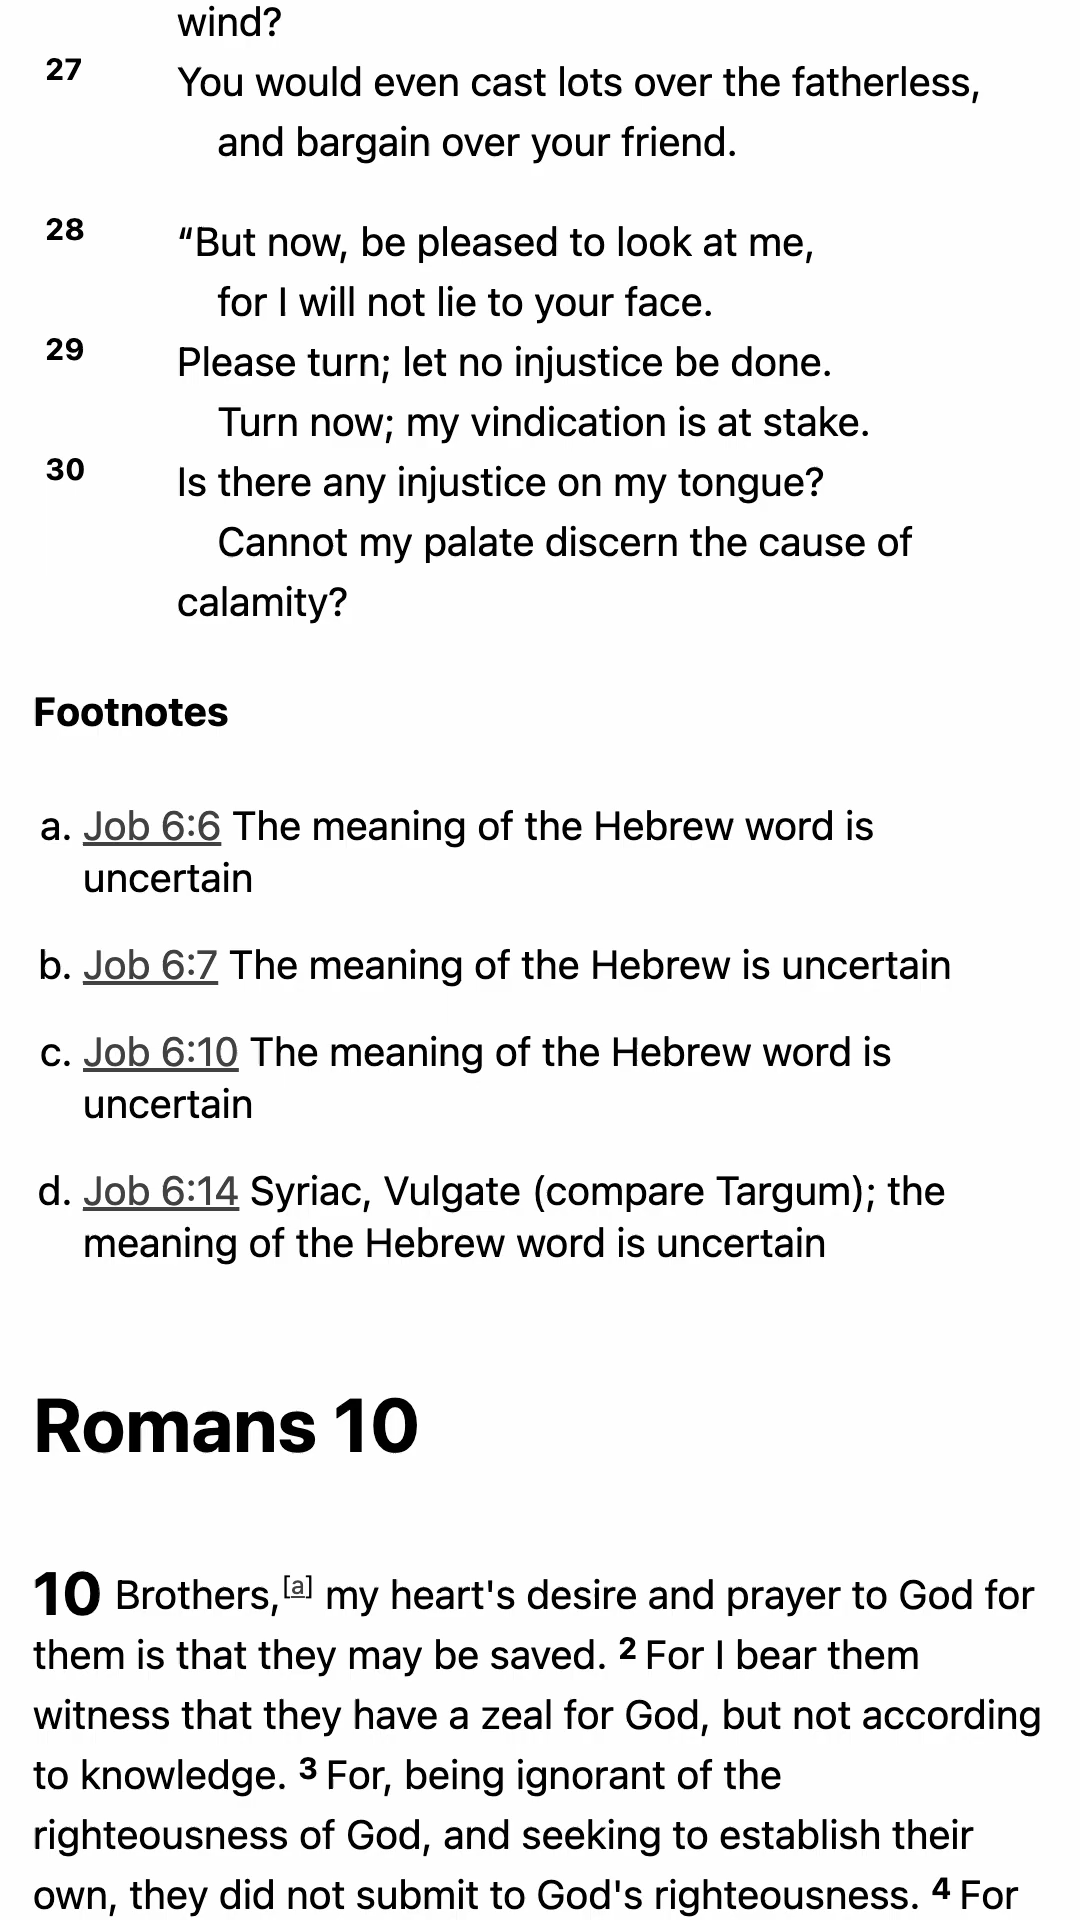 wind?
27 You would even cast lots over the fatherless,
and bargain over your friend.
28 “But now, be pleased to look at me,
for I will not lie to your face.
29 Please turn; let no injustice be done.
Turn now; my vindication is at stake.
30 Is there any injustice on my tongue?
Cannot my palate discern the cause of
calamity?
Footnotes
a. Job 6:6 The meaning of the Hebrew word is
uncertain
b. Job 6:7 The meaning of the Hebrew is uncertain
c. Job 6:10 The meaning of the Hebrew word is
uncertain
d. Job 6:14 Syriac, Vulgate (compare Targum); the
meaning of the Hebrew word is uncertain
Romans 10
10 Brothers,[a] my heart's desire and prayer to God for
them is that they may be saved. 2 For I bear them
witness that they have a zeal for God, but not according
to knowledge. 3 For, being ignorant of the
righteousness of God, and seeking to establish their
own, they did not submit to God's righteousness. 4 For